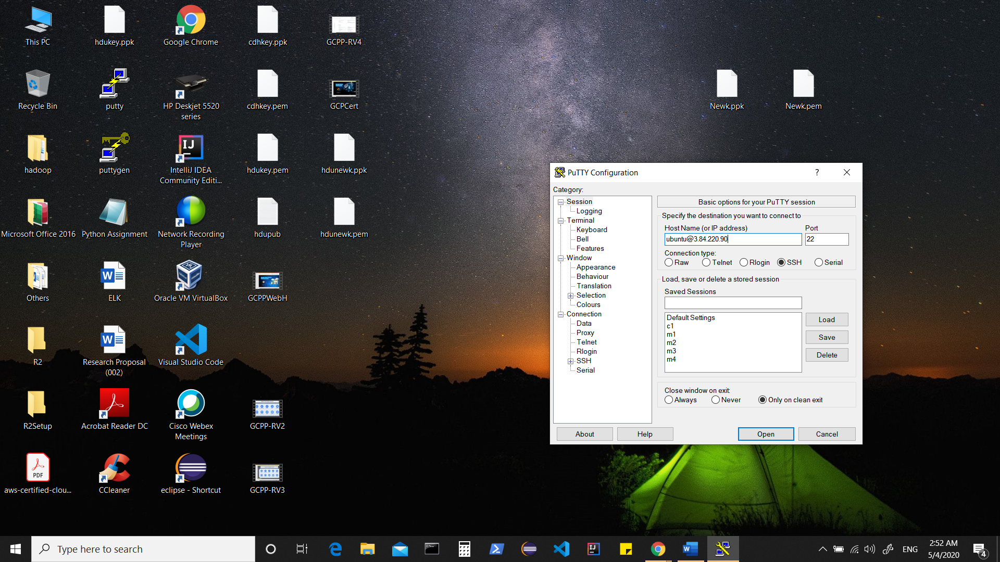 This PC
hdukey.ppk
Google Chrome
cdhkey.ppk
GCPP-RV4
Recycle Bin
putty
HP Deskjet 5520
series
cdhkey.pem
GCPCert
Newk.ppk
Newk.pem
hadoop
puttygen
IntelliJ IDEA
Community Editi...
hdukey.pem
hdunewk.ppk
Microsoft Office 2016
Python Assignment
Network Recording
Player
hdupub
hdunewk.pem
Others
ELK
Oracle VM VirtualBox
GCPPWebH
R2
Research Proposal
(002)
Visual Studio Code
R2Setup
Acrobat Reader DC
Cisco Webex
Meetings
GCPP-RV2
PDF
aws-certified-clou...
CCleaner
eclipse - Shortcut
GCPP-RV3
PuTTY Configuration
?
Category:
Session
Logging
Terminal
Keyboard
Bell
Features
Window
Appearance
Behaviour
Translation
Selection
Colours
Connection
Data
Proxy
Telnet
Rlogin
SSH
Serial
Basic options for your PuTTY session
Specify the destination you want to connect to
Host Name (or IP address)
Port
ubuntu@3.84.220.90
22
Connection type:
Raw
Telnet
Rlogin
SSH
Serial
Load, save or delete a stored session
Saved Sessions
Default Settings
c1
m1
m2
m3
m4
Load
Save
Delete
Close window on exit:
Always
Never
Only on clean exit
About
Help
Open
Cancel
Type here to search
ENG
2:52 AM
5/4/2020
4